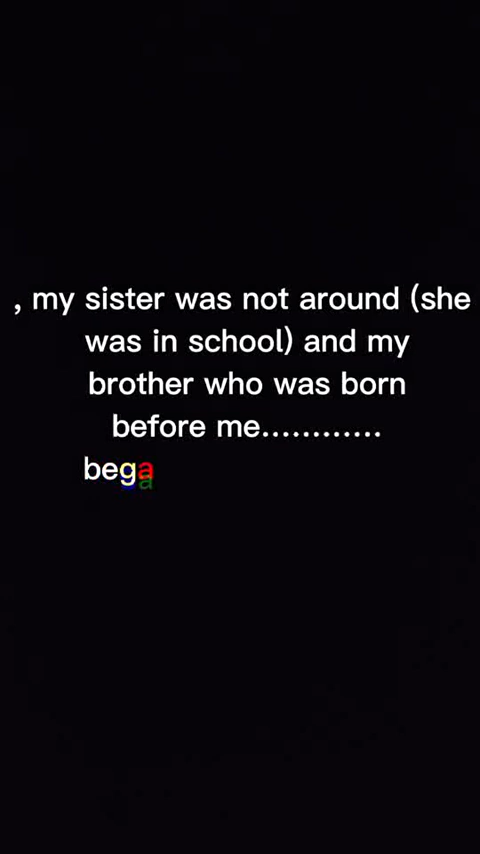 , my sister was not around (she
was in school) and my
brother who was born
before me............
bega